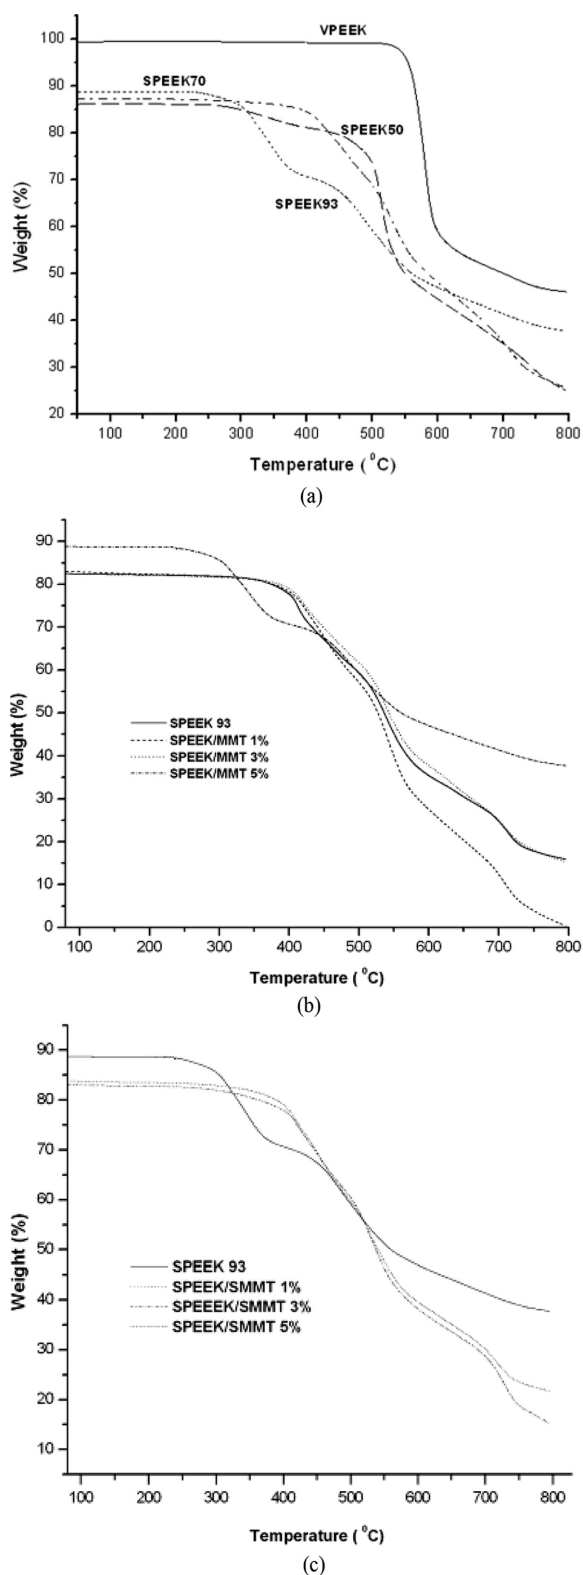 100
90
80
70
60
50
40
30
20
Weight (%)
VPEEK
SPEEK70
SPEEK50
SPEEK93
100 200 300 400 500 600 700 800
Temperature ( ⁰C)
(a)
90
80
70
60
50
40
30
20
10
0
Weight (%)
SPEEK 93
SPEEK/MMT 1%
SPEEK/MMT 3%
SPEEK/MMT 5%
100 200 300 400 500 600 700 800
Temperature ( ⁰C)
(b)
90
80
70
60
50
40
30
20
10
Weight (%)
SPEEK 93
SPEEK/SMMT 1%
SPEEEK/SMMT 3%
SPEEK/SMMT 5%
100 200 300 400 500 600 700 800
Temperature ( ⁰C)
(c)